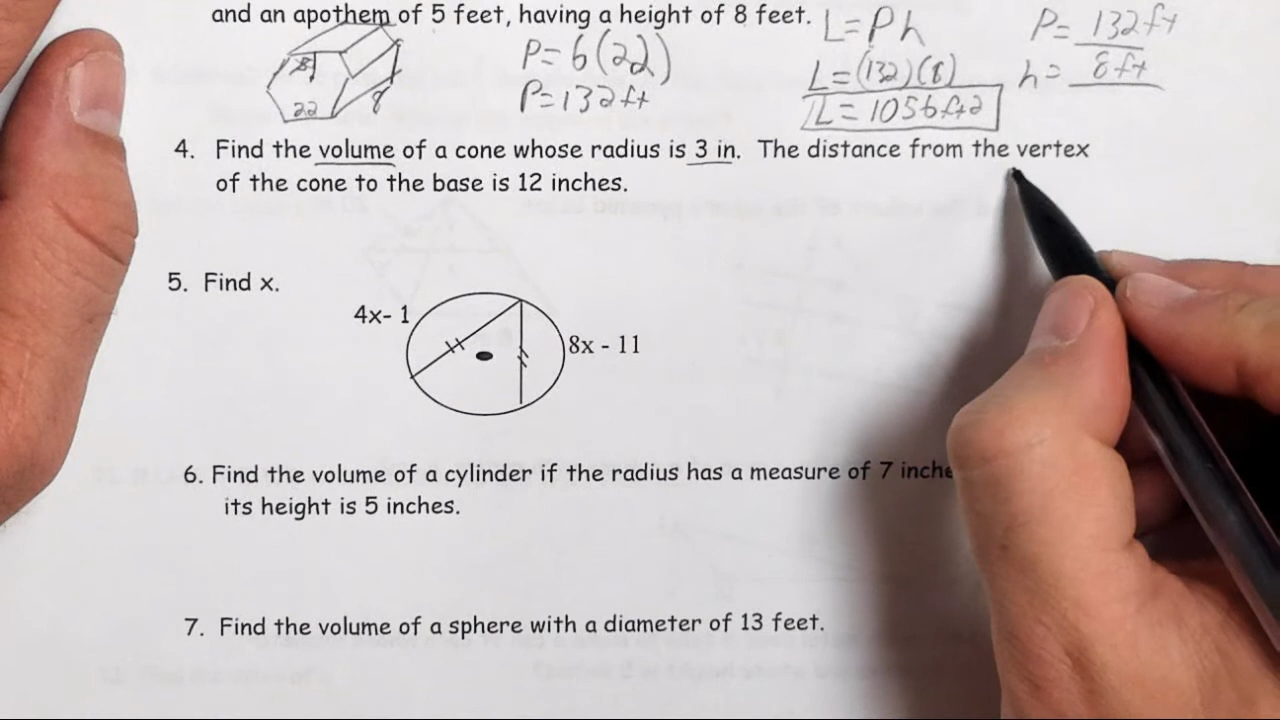 and an apothem of 5 feet, having a height of 8 feet.
L=Ph
P= 132ft
8
P=6(22)
L=(132)(8)
h= 8ft
22
8
P=132ft
L=1056ft2
4. Find the volume of a cone whose radius is 3 in. The distance from the vertex
of the cone to the base is 12 inches.
5. Find x.
4x- 1
8x - 11
6. Find the volume of a cylinder if the radius has a measure of 7
its height is 5 inches.
7. Find the volume of a sphere with a diameter of 13 feet.